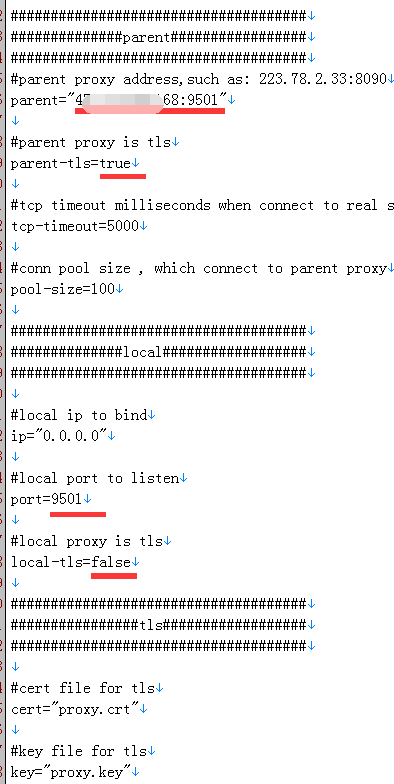 #####################################↓
##############parent#################↓
#####################################↓
#parent proxy address,such as: 223.78.2.33:8090↓
parent="4 68:9501"↓
↓
#parent proxy is tls↓
parent-tls=true↓
↓
#tcp timeout milliseconds when connect to real s
tcp-timeout=5000↓
↓
#conn pool size , which connect to parent proxy↓
pool-size=100↓
↓
#####################################↓
##############local##################↓
#####################################↓
↓
#local ip to bind↓
ip="0.0.0.0"↓
↓
#local port to listen↓
port=9501↓
↓
#local proxy is tls↓
local-tls=false↓
↓
#####################################↓
################tls##################↓
#####################################↓
↓
#cert file for tls↓
cert="proxy.crt"↓
↓
#key file for tls↓
key="proxy.key"↓